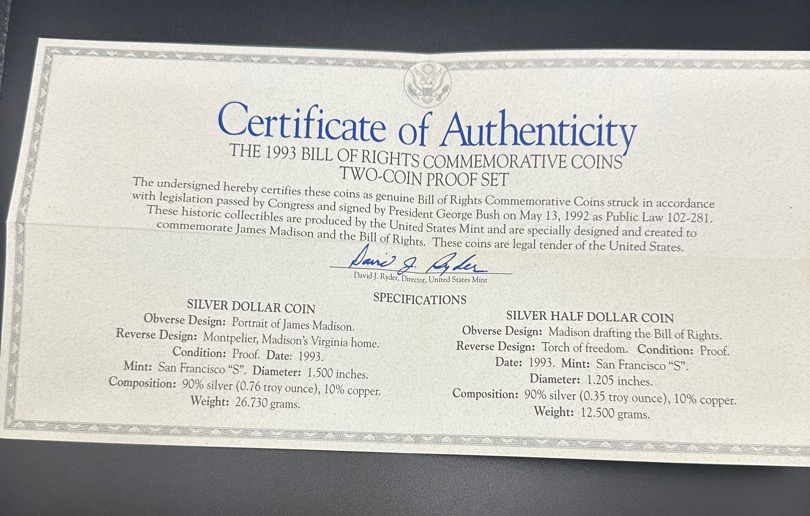 Certificate of Authenticity
THE 1993 BILL OF RIGHTS COMMEMORATIVE COINS
TWO-COIN PROOF SET
The undersigned hereby certifies these coins as genuine Bill of Rights Commemorative Coins struck in accordance
with legislation passed by Congress and signed by President George Bush on May 13, 1992 as Public Law 102-281.
These historic collectibles are produced by the United States Mint and are specially designed and created to
commemorate James Madison and the Bill of Rights. These coins are legal tender of the United States.
David J. Ryder
David J. Ryder, Director, United States Mint
SPECIFICATIONS
SILVER DOLLAR COIN
Obverse Design: Portrait of James Madison.
Reverse Design: Montpelier, Madison's Virginia home.
Condition: Proof. Date: 1993.
Mint: San Francisco "S". Diameter: 1.500 inches.
Composition: 90% silver (0.76 troy ounce), 10% copper.
Weight: 26.730 grams.
SILVER HALF DOLLAR COIN
Obverse Design: Madison drafting the Bill of Rights.
Reverse Design: Torch of freedom. Condition: Proof.
Date: 1993. Mint: San Francisco "S".
Diameter: 1.205 inches.
Composition: 90% silver (0.35 troy ounce), 10% copper.
Weight: 12.500 grams.